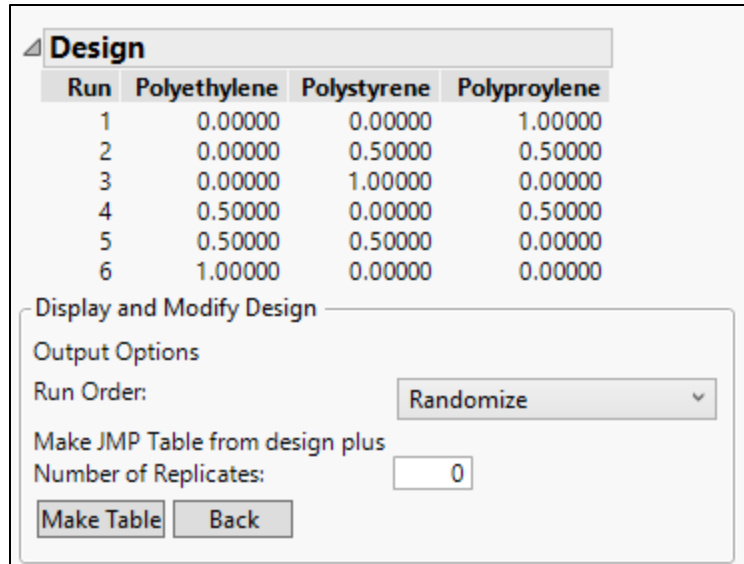 Design
Run Polyethylene Polystyrene Polyproylene
1 0.00000 0.00000 1.00000
2 0.00000 0.50000 0.50000
3 0.00000 1.00000 0.00000
4 0.50000 0.00000 0.50000
5 0.50000 0.50000 0.00000
6 1.00000 0.00000 0.00000
Display and Modify Design
Output Options
Run Order: Randomize
Make JMP Table from design plus
Number of Replicates: 0
Make Table Back